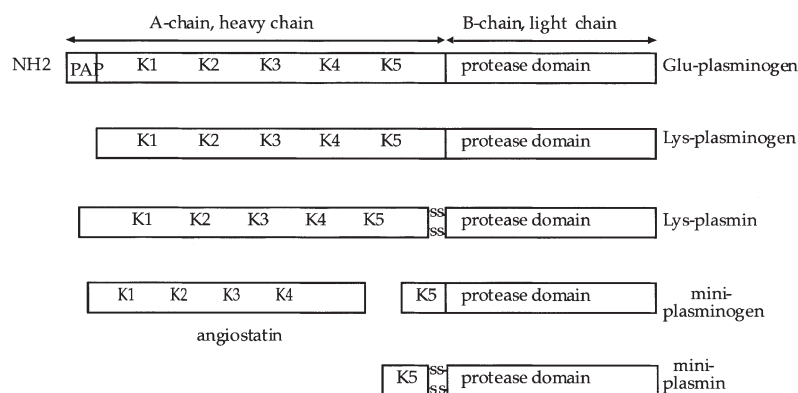 A-chain, heavy chain B-chain, light chain
NH2 PAP K1 K2 K3 K4 K5 protease domain Glu-plasminogen
K1 K2 K3 K4 K5 protease domain Lys-plasminogen
K1 K2 K3 K4 K5 ss protease domain Lys-plasmin
ss
K1 K2 K3 K4 K5 protease domain mini-
plasminogen
angiostatin
K5 ss protease domain mini-
ss plasmin